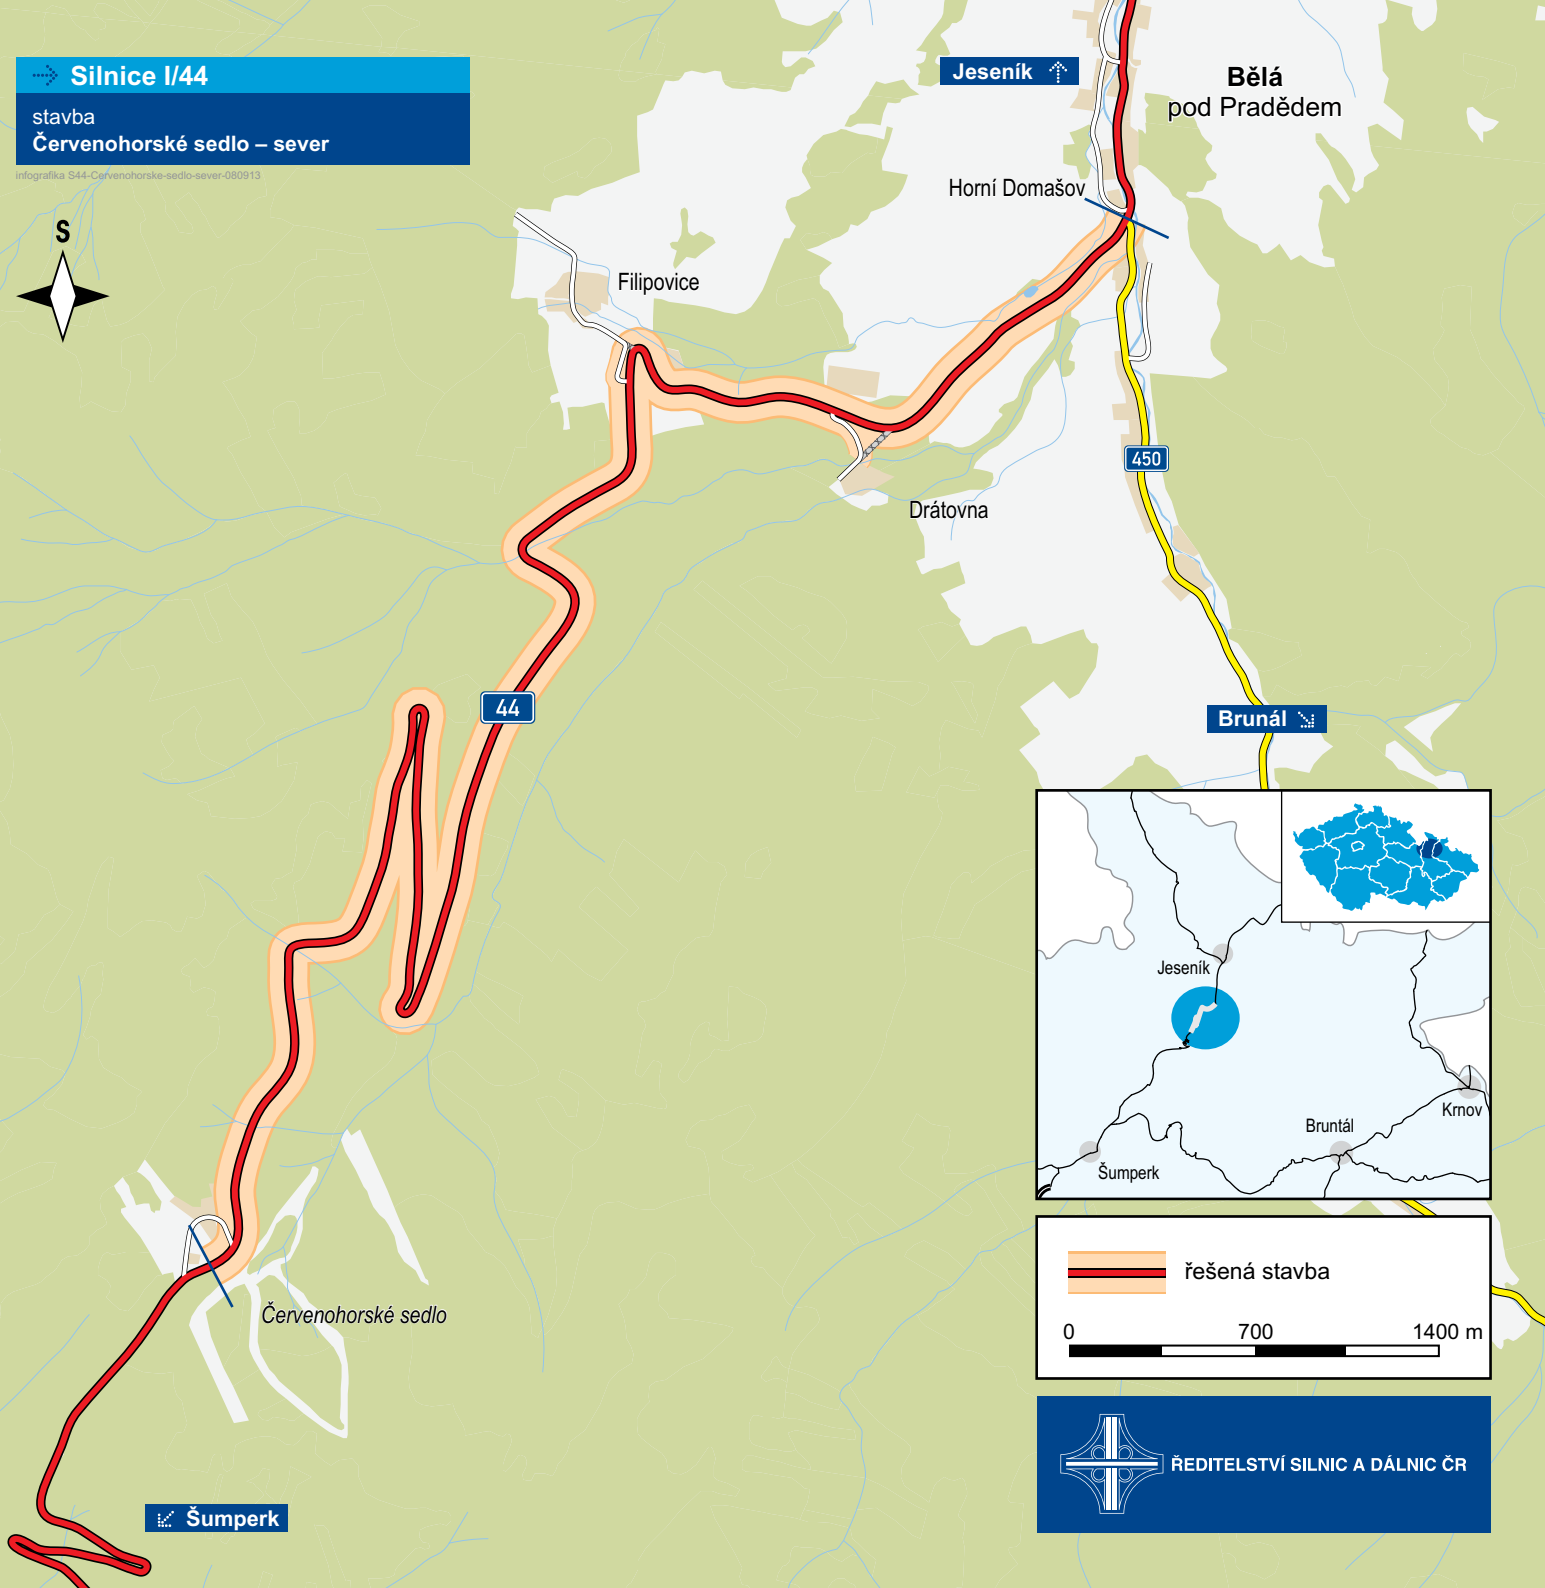 Silnice I/44
stavba
Červenohorské sedlo – sever
infografika S44-Cervenohorske-sedlo-sever-080913
S
Jeseník
Bělá
pod Pradědem
Horní Domašov
Filipovice
450
Drátovna
44
Brunál
Jeseník
Krnov
Bruntál
Šumperk
řešená stavba
0 700 1400 m
Červenohorské sedlo
ŘEDITELSTVÍ SILNIC A DÁLNIC ČR
Šumperk